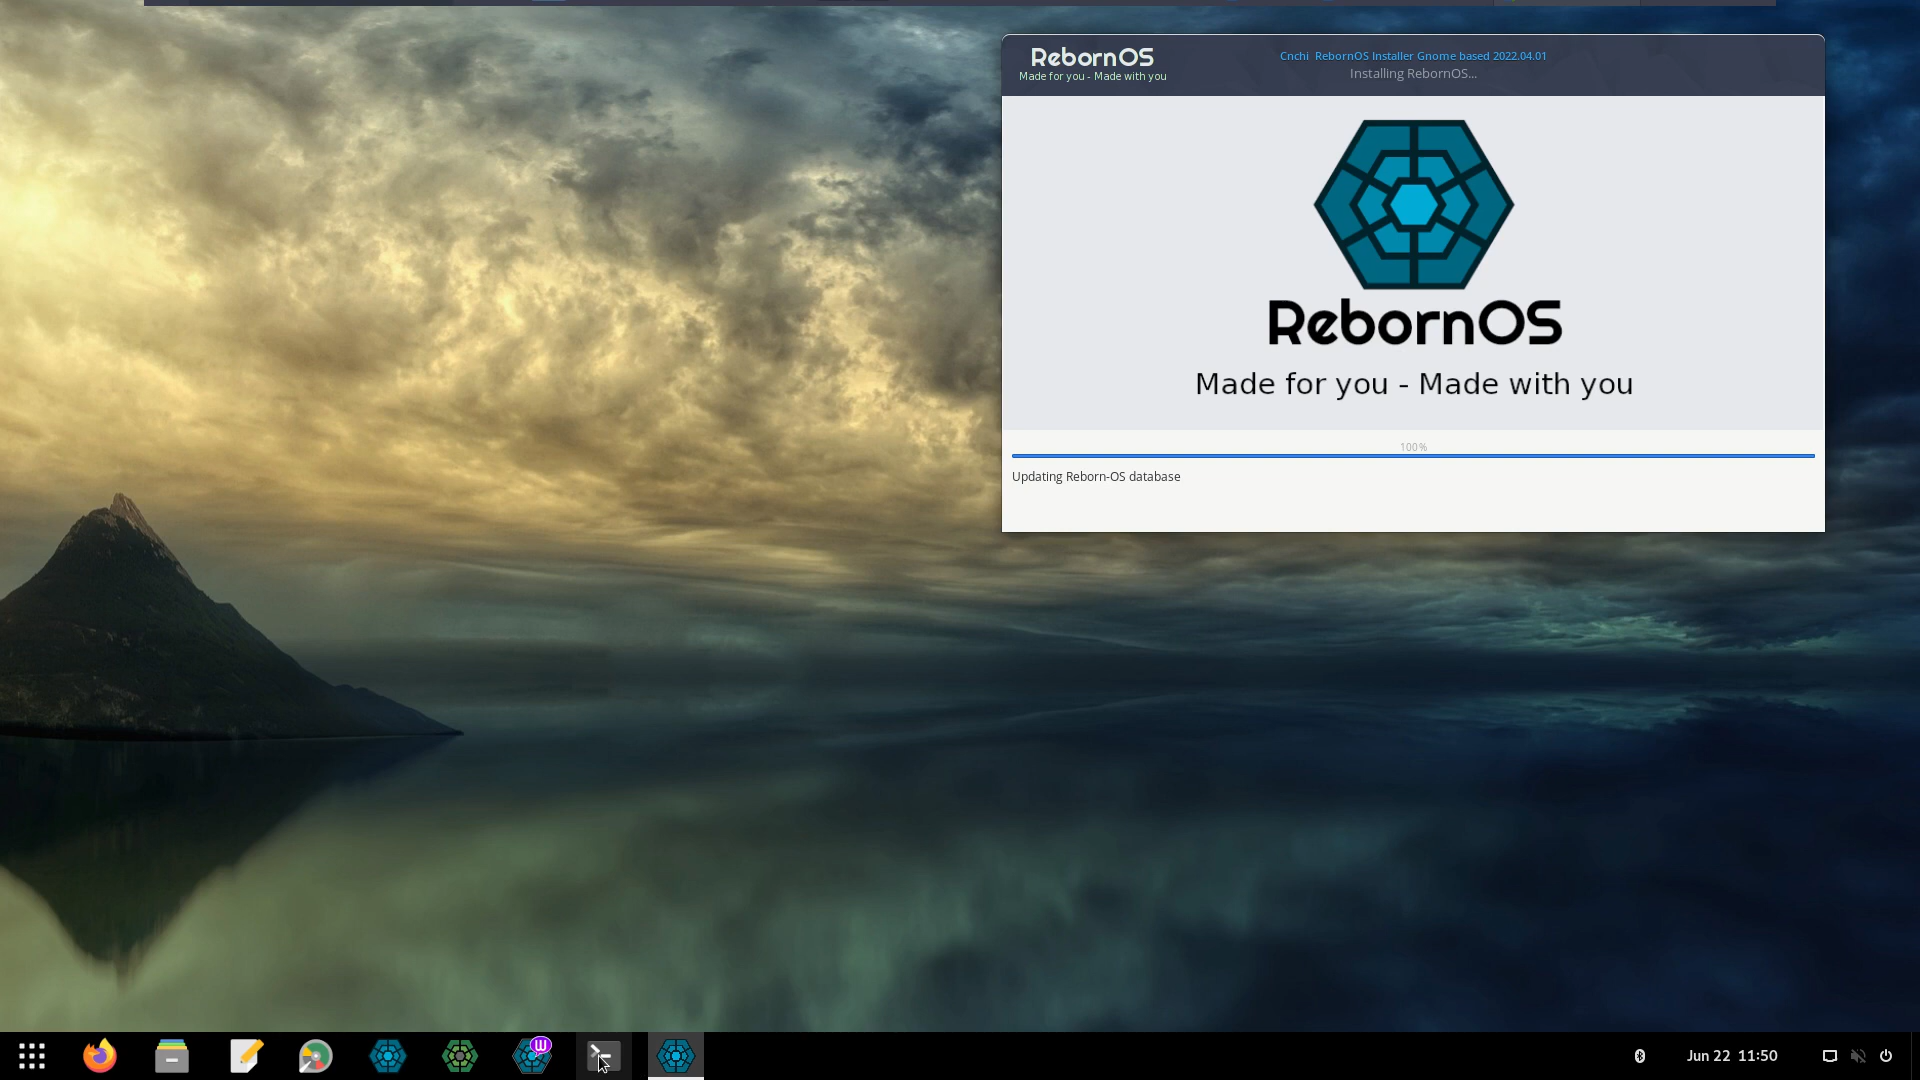 RebornOS
Made for you - Made with you
Cnchi RebornOS Installer Gnome based 2022.04.01
Installing RebornOS...
RebornOS
Made for you - Made with you
100%
Updating Reborn-OS database
W
Jun 22 11:50